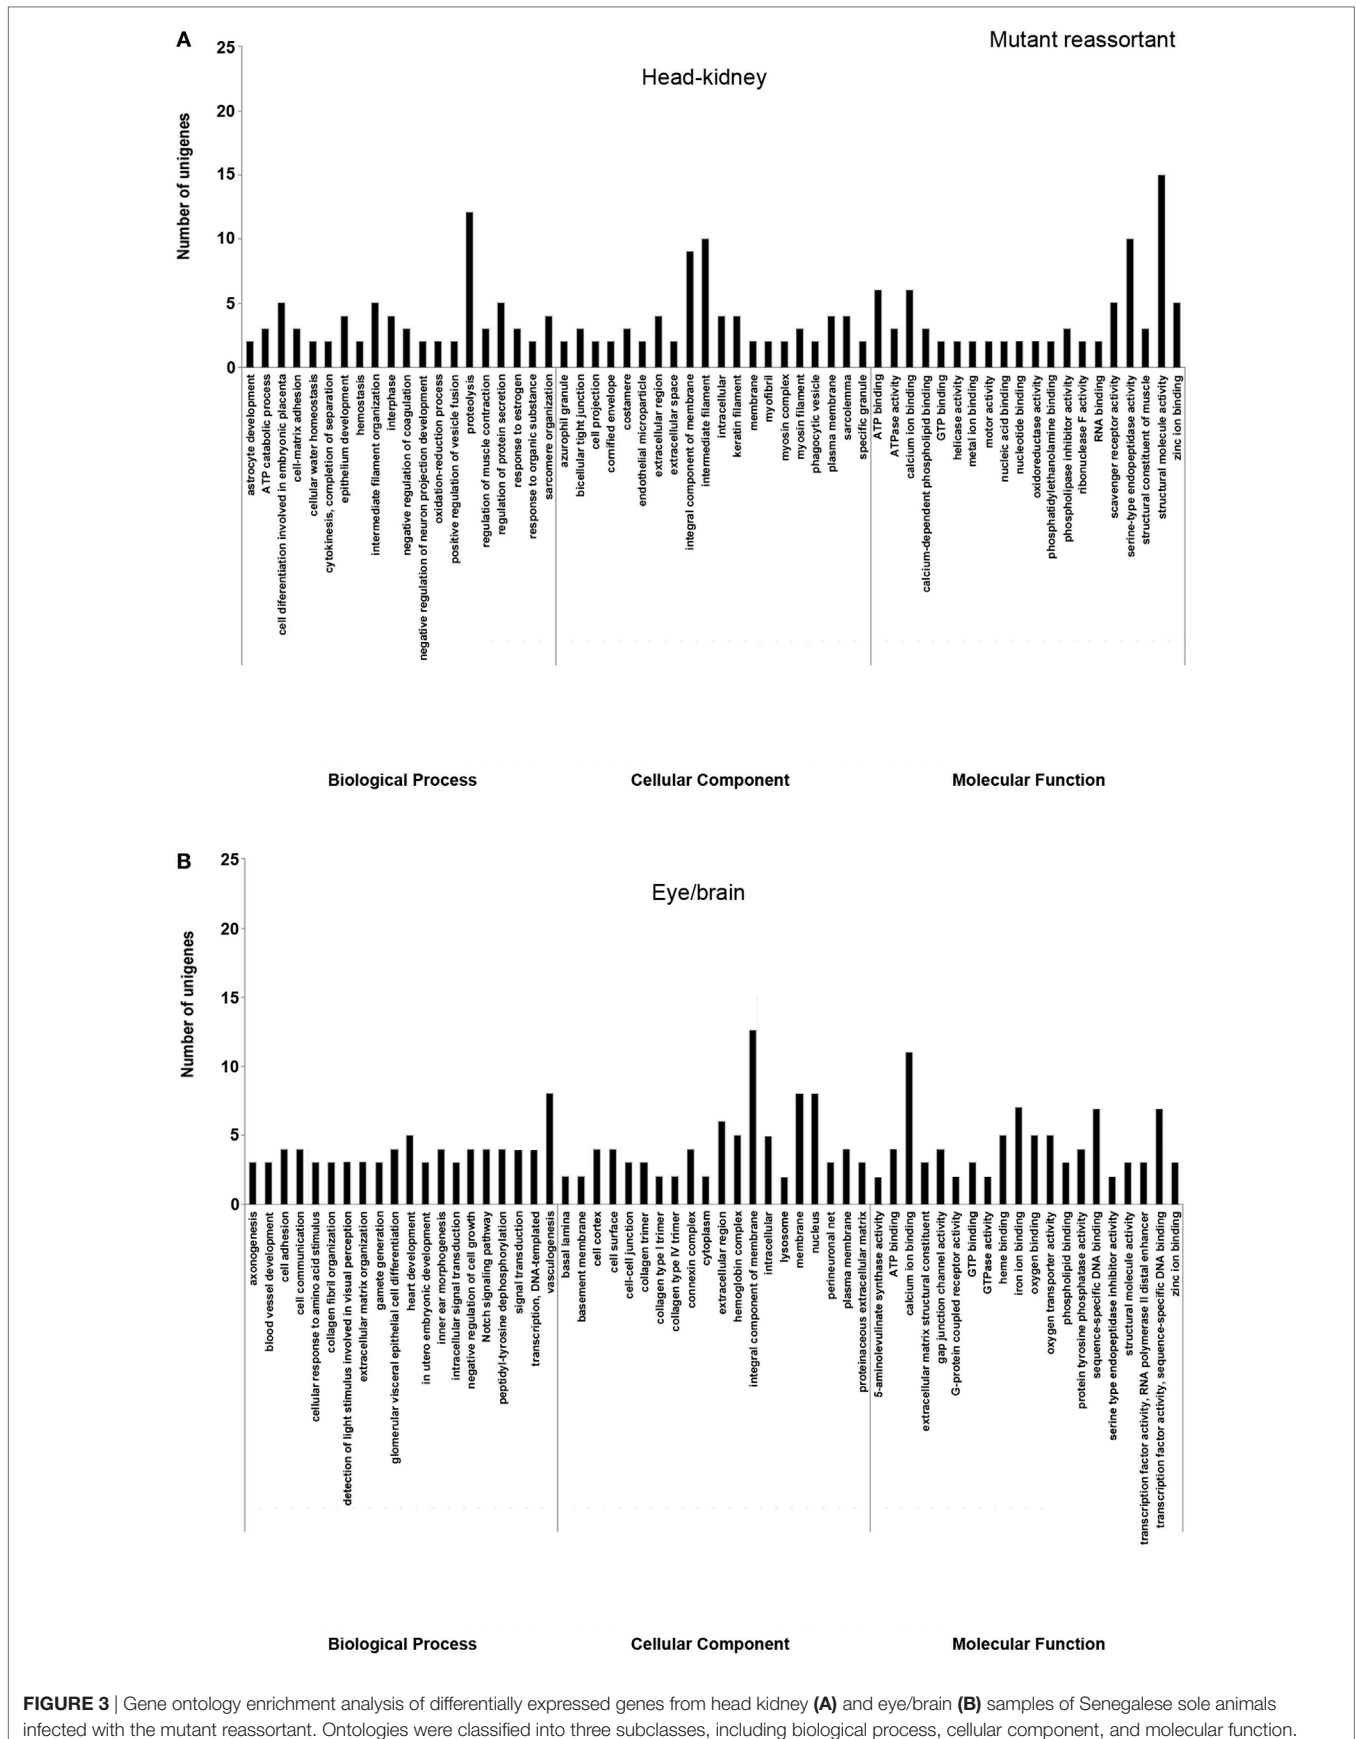 A
Mutant reassortant
Head-kidney
Number of unigenes
25
20
15
10
5
0
astrocyte development
ATP catabolic process
cell diferentiation involved in embryonic placenta
cell-matrix adhesion
cellular water homeostasis
cytokinesis, completion of separation
epithelium development
hemostasis
intermediate filament organization
interphase
negative regulation of coagulation
negative regulation of neuron projection development
oxidation-reduction process
positive regulation of vesicle fusion
proteolysis
regulation of muscle contraction
regulation of protein secretion
response to estrogen
response to organic substance
sarcomere organization
azurophil granule
bicellular tight junction
cell projection
cornified envelope
costamere
endothelial microparticle
extracellular region
extracellular space
integral component of membrane
intermediate filament
intracellular
keratin filament
membrane
myofibril
myosin complex
myosin filament
phagocytic vesicle
plasma membrane
sarcolemma
specific granule
ATP binding
ATPase activity
calcium ion binding
calcium-dependent phospholipid binding
GTP binding
helicase activity
metal ion binding
motor activity
nucleic acid binding
nucleotide binding
oxidoreductase activity
phosphatidylethanolamine binding
phospholipase inhibitor activity
ribonuclease F activity
RNA binding
scavenger receptor activity
serine-type endopeptidase activity
structural constituent of muscle
structural molecule activity
zinc ion binding
Biological Process
Cellular Component
Molecular Function
B
Eye/brain
Number of unigenes
25
20
15
10
5
0
axonogenesis
blood vessel development
cell adhesion
cell communication
cellular response to amino acid stimulus
collagen fibril organization
detection of light stimulus involved in visual perception
extracellular matrix organization
gamete generation
glomerular visceral epithelial cell differentiation
heart development
in utero embryonic development
inner ear morphogenesis
intracellular signal transduction
negative regulation of cell growth
Notch signaling pathway
peptidyl-tyrosine dephosphorylation
signal transduction
transcription, DNA-templated
vasculogenesis
basal lamina
basement membrane
cell cortex
cell surface
cell-cell junction
collagen trimer
collagen type I trimer
collagen type IV trimer
connexin complex
cytoplasm
extracellular region
hemoglobin complex
integral component of membrane
intracellular
lysosome
membrane
nucleus
perineuronal net
plasma membrane
proteinaceous extracellular matrix
5-aminolevulinate synthase activity
ATP binding
calcium ion binding
extracellular matrix structural constituent
gap junction channel activity
G-protein coupled receptor activity
GTP binding
GTPase activity
heme binding
iron ion binding
oxygen binding
oxygen transporter activity
phospholipid binding
protein tyrosine phosphatase activity
sequence-specific DNA binding
serine type endopeptidase inhibitor activity
structural molecule activity
transcription factor activity, RNA polymerase II distal enhancer
transcription factor activity, sequence-specific DNA binding
zinc ion binding
Biological Process
Cellular Component
Molecular Function
FIGURE 3 | Gene ontology enrichment analysis of differentially expressed genes from head kidney (A) and eye/brain (B) samples of Senegalese sole animals
infected with the mutant reassortant. Ontologies were classified into three subclasses, including biological process, cellular component, and molecular function.